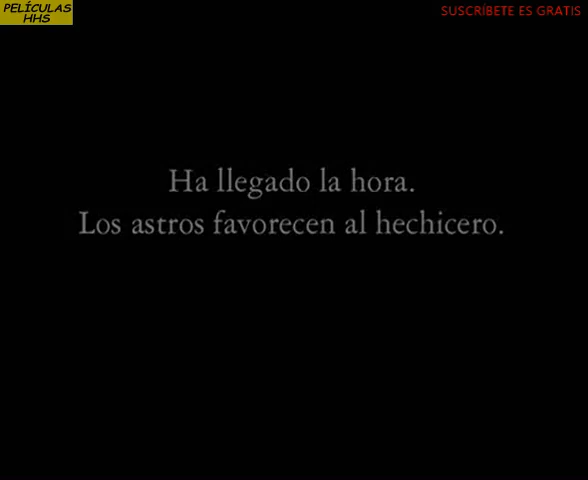 PELÍCULAS
HHS
SUSCRÍBETE ES GRATIS
Ha llegado la hora.
Los astros favorecen al hechicero.